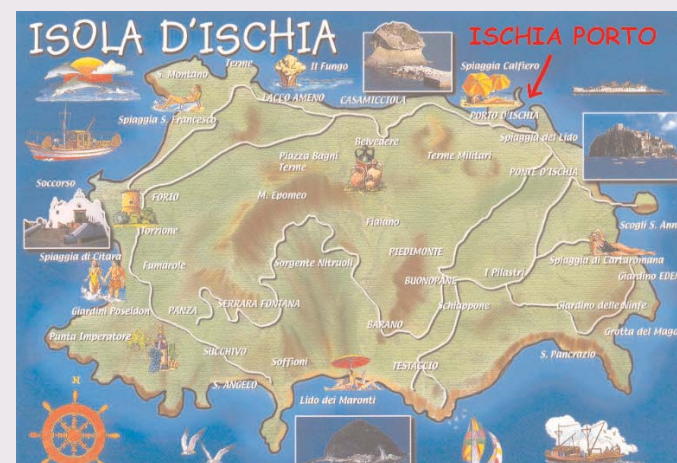 ISOLA D'ISCHIA
ISCHIA PORTO
Terme
Il Fungo
Spiaggia Calfiero
S. Montano
LACCO AMENO
CASAMICCIOLA
Spiaggia S. Francesco
PORTO D'ISCHIA
Spiaggia del Lido
Belvedere
Piazza Bagni
Terme
Terme Militari
PONTE D'ISCHIA
Soccorso
FORIO
M. Epomeo
Fiaiano
Scogli S. Ann
Torrione
Spiaggia di Citara
Fumarole
Sorgente Nitruoli
PIEDIMONTE
Spiaggia di Cartaromana
BUONOPANE
I Pilastri
Giardino EDEN
Giardini Poseidon
PANZA
SERRARA FONTANA
Schiappone
Giardino delle Ninfe
Punta Imperatore
BARANO
Grotta del Mago
SUCCHIVO
Soffioni
TESTACCIO
S. Pancrazio
S. ANGELO
Lido dei Maronti
N